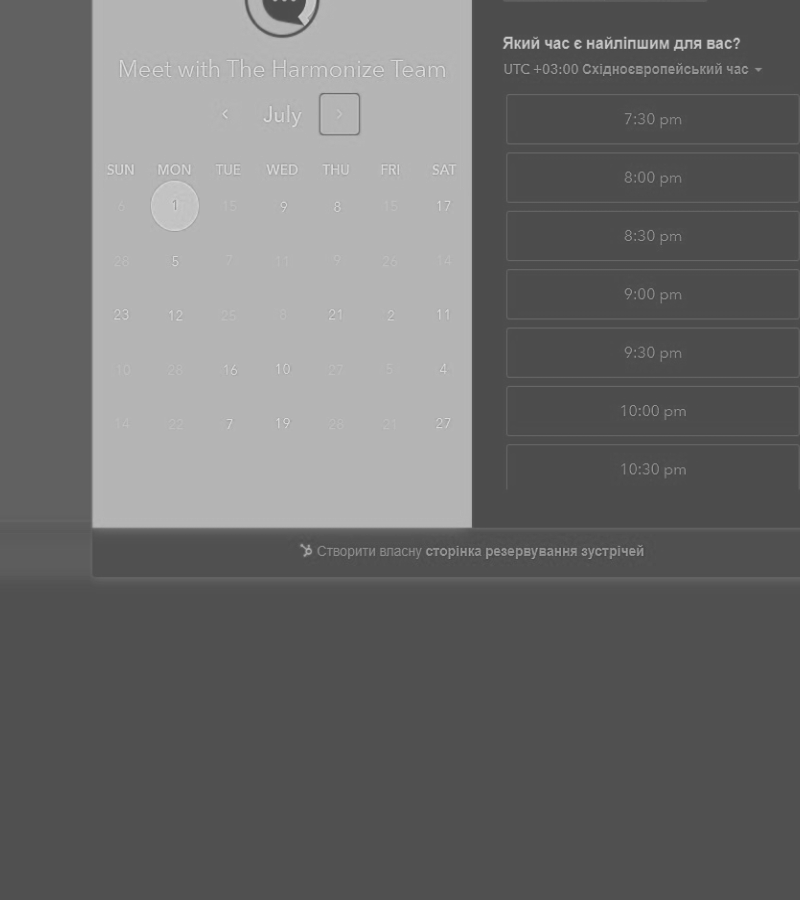 Meet with The Harmonize Team
July
SUN MON TUE WED THU FRI SAT
6 1 15 9 8 15 17
28 5 7 11 9 26 14
23 12 25 8 21 2 11
10 28 16 10 27 5 4
14 22 7 19 28 21 27
Який час є найліпшим для вас?
UTC +03:00 Східноєвропейський час
7:30 pm
8:00 pm
8:30 pm
9:00 pm
9:30 pm
10:00 pm
10:30 pm
Створити власну сторінка резервування зустрічей